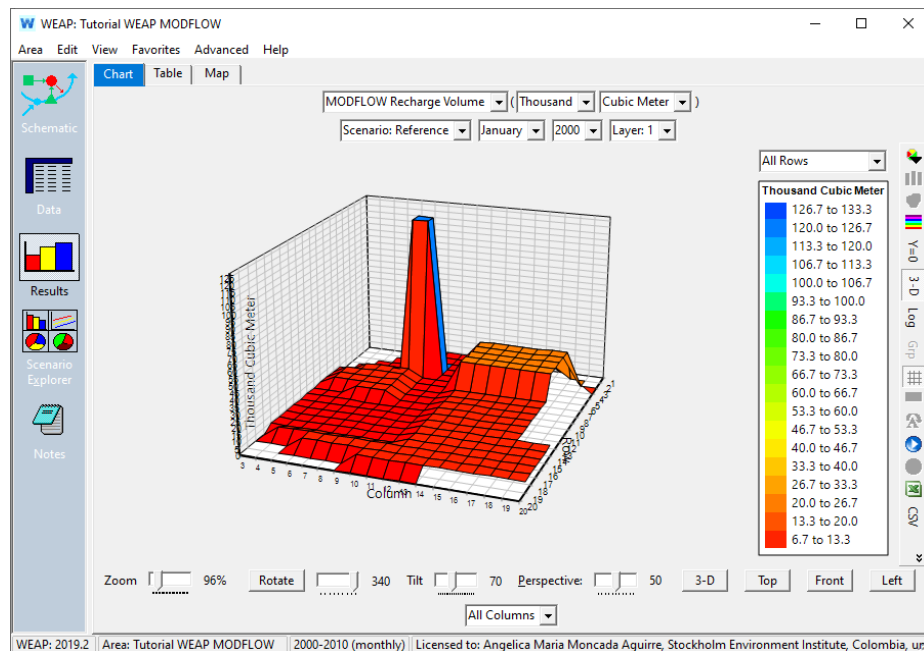 WEAP: Tutorial WEAP MODFLOW
Area Edit View Favorites Advanced Help
Chart Table Map
MODFLOW Recharge Volume ( Thousand Cubic Meter )
Scenario: Reference January 2000 Layer: 1
Schematic
Data
Results
Scenario
Explorer
Notes
All Rows
Thousand Cubic Meter
126.7 to 133.3
120.0 to 126.7
113.3 to 120.0
106.7 to 113.3
100.0 to 106.7
93.3 to 100.0
86.7 to 93.3
80.0 to 86.7
73.3 to 80.0
66.7 to 73.3
60.0 to 66.7
53.3 to 60.0
46.7 to 53.3
40.0 to 46.7
33.3 to 40.0
26.7 to 33.3
20.0 to 26.7
13.3 to 20.0
6.7 to 13.3
Y=0
3-D
Log
Grp
CSV
Thousand Cubic Meter
3 4 5 6 7 8 9 10 11 12 13 14 15 16 17 18 19 20
Column
Zoom 96% Rotate 340 Tilt 70 Perspective: 50 3-D Top Front Left
All Columns
WEAP: 2019.2 Area: Tutorial WEAP MODFLOW 2000-2010 (monthly) Licensed to: Angelica Maria Moncada Aguirre, Stockholm Environment Institute, Colombia,